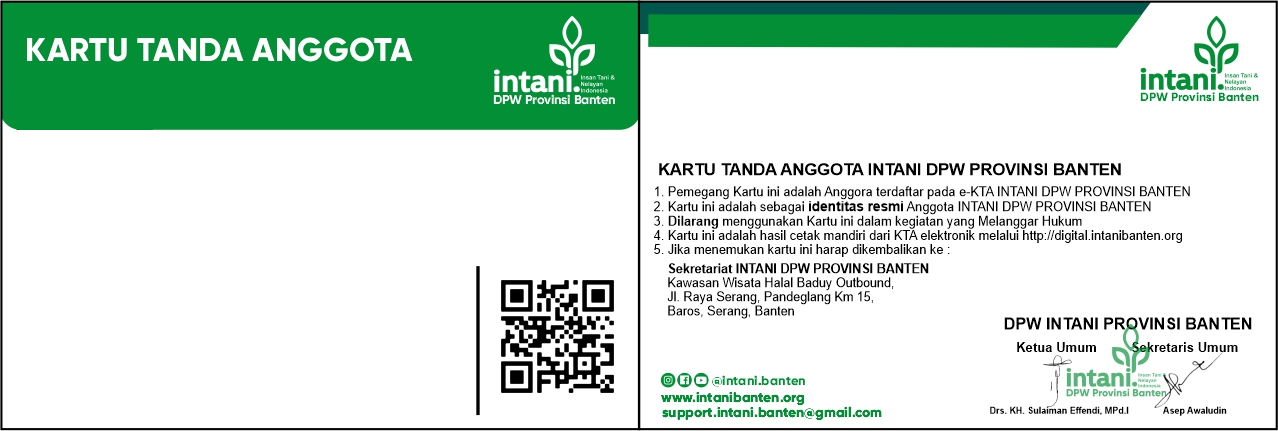 KARTU TANDA ANGGOTA
intani.
Insan Tani &
Nelayan
Indonesia
DPW Provinsi Banten
intani.
Insan Tani &
Nelayan
Indonesia
DPW Provinsi Banten
KARTU TANDA ANGGOTA INTANI DPW PROVINSI BANTEN
1. Pemegang Kartu ini adalah Anggora terdaftar pada e-KTA INTANI DPW PROVINSI BANTEN
2. Kartu ini adalah sebagai identitas resmi Anggota INTANI DPW PROVINSI BANTEN
3. Dilarang menggunakan Kartu ini dalam kegiatan yang Melanggar Hukum
4. Kartu ini adalah hasil cetak mandiri dari KTA elektronik melalui http://digital.intanibanten.org
5. Jika menemukan kartu ini harap dikembalikan ke :
Sekretariat INTANI DPW PROVINSI BANTEN
Kawasan Wisata Halal Baduy Outbound,
Jl. Raya Serang, Pandeglang Km 15,
Baros, Serang, Banten
DPW INTANI PROVINSI BANTEN
Ketua Umum Sekretaris Umum
intani.
Insan Tani &
Nelayan
Indonesia
DPW Provinsi Banten
Drs. KH. Sulaiman Effendi, MPd.I Asep Awaludin
@intani.banten
www.intanibanten.org
support.intani.banten@gmail.com